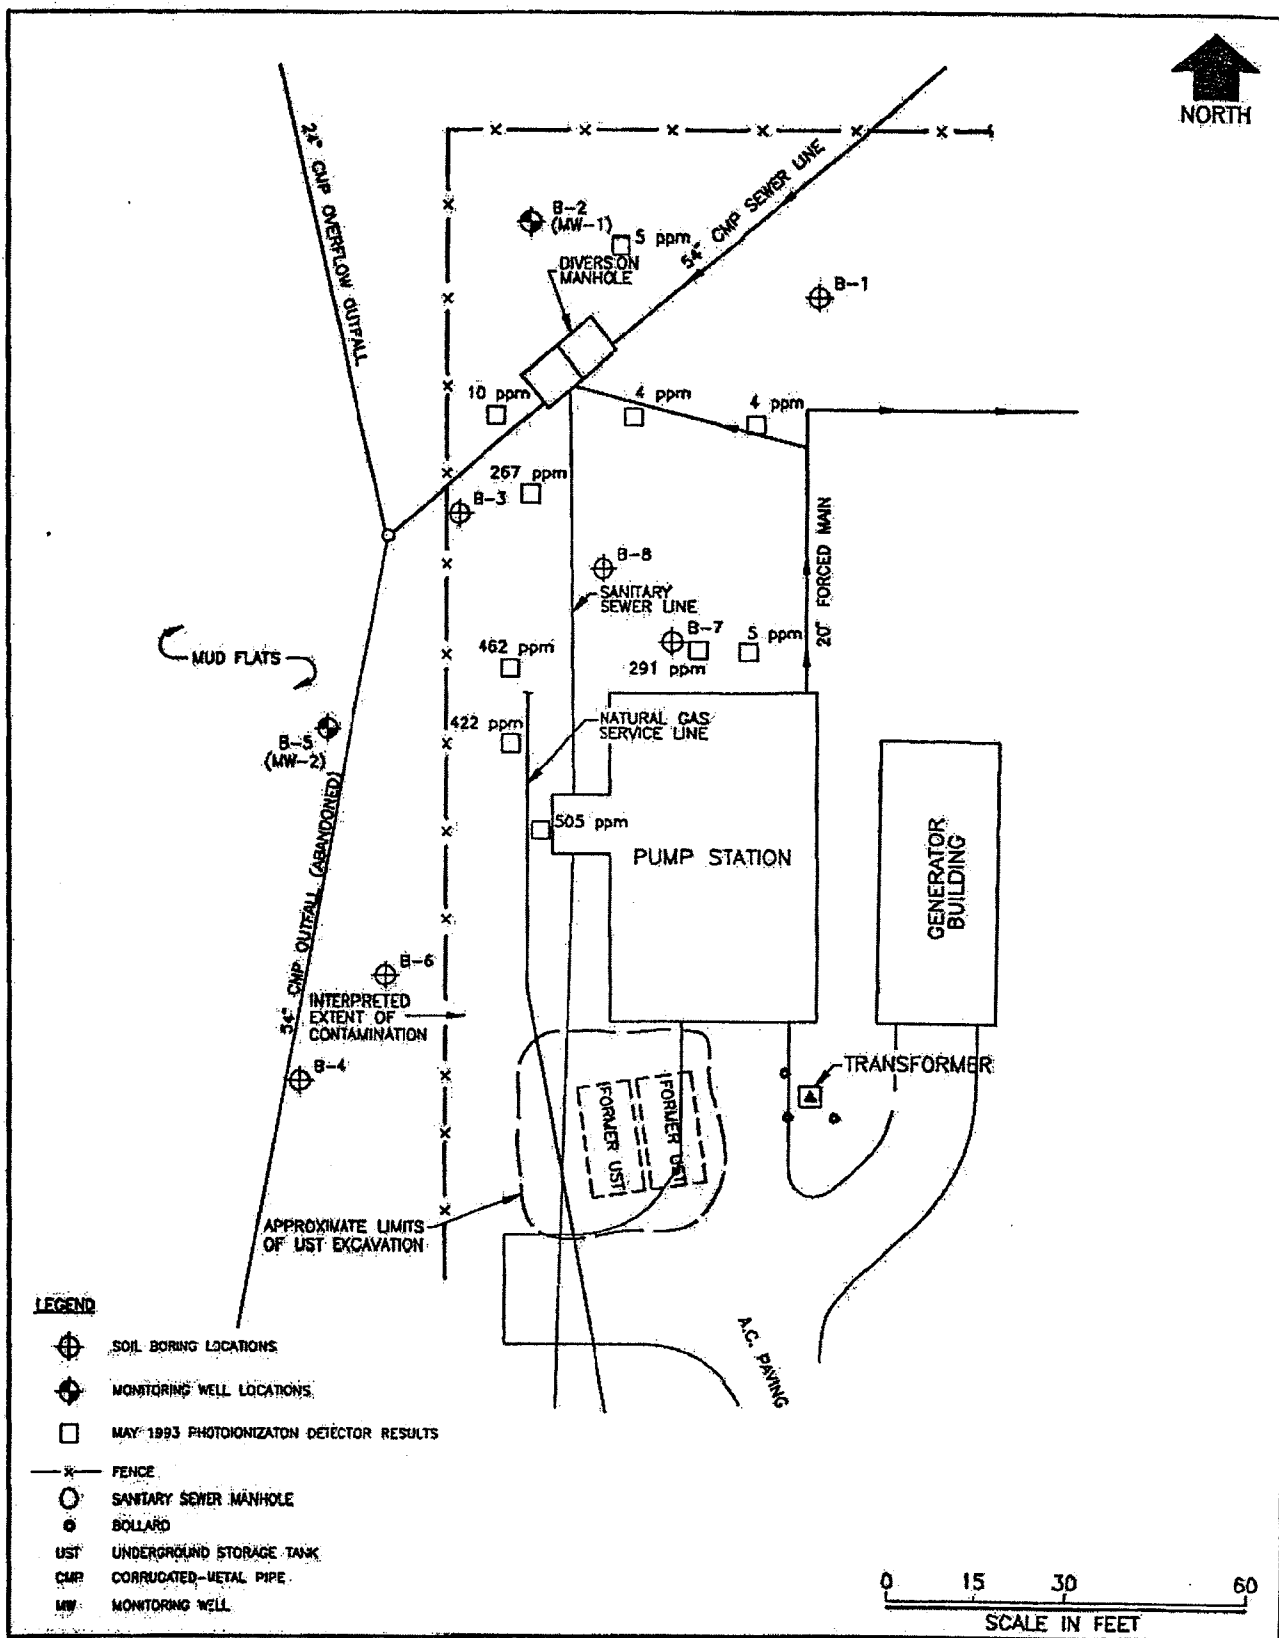 NORTH
24" CMP OVERFLOW OUTFALL
54" CMP SEWER LINE
B-2
(MW-1)
5 ppm
DIVERSION
MANHOLE
B-1
10 ppm
4 ppm
4 ppm
267 ppm
B-3
B-8
SANITARY
SEWER LINE
20" FORCED MAIN
B-7
5 ppm
291 ppm
MUD FLATS
462 ppm
422 ppm
NATURAL GAS
SERVICE LINE
B-5
(MW-2)
505 ppm
PUMP STATION
GENERATOR
BUILDING
54" CMP OUTFALL (ABANDONED)
B-6
INTERPRETED
EXTENT OF
CONTAMINATION
B-4
TRANSFORMER
FORMER UST
FORMER UST
APPROXIMATE LIMITS
OF UST EXCAVATION
A.C. PAVING
LEGEND
SOIL BORING LOCATIONS
MONITORING WELL LOCATIONS
MAY 1993 PHOTOIONIZATON DETECTOR RESULTS
FENCE
SANITARY SEWER MANHOLE
BOLLARD
UST UNDERGROUND STORAGE TANK
CMP CORRUGATED-METAL PIPE
MW MONITORING WELL
0 15 30 60
SCALE IN FEET